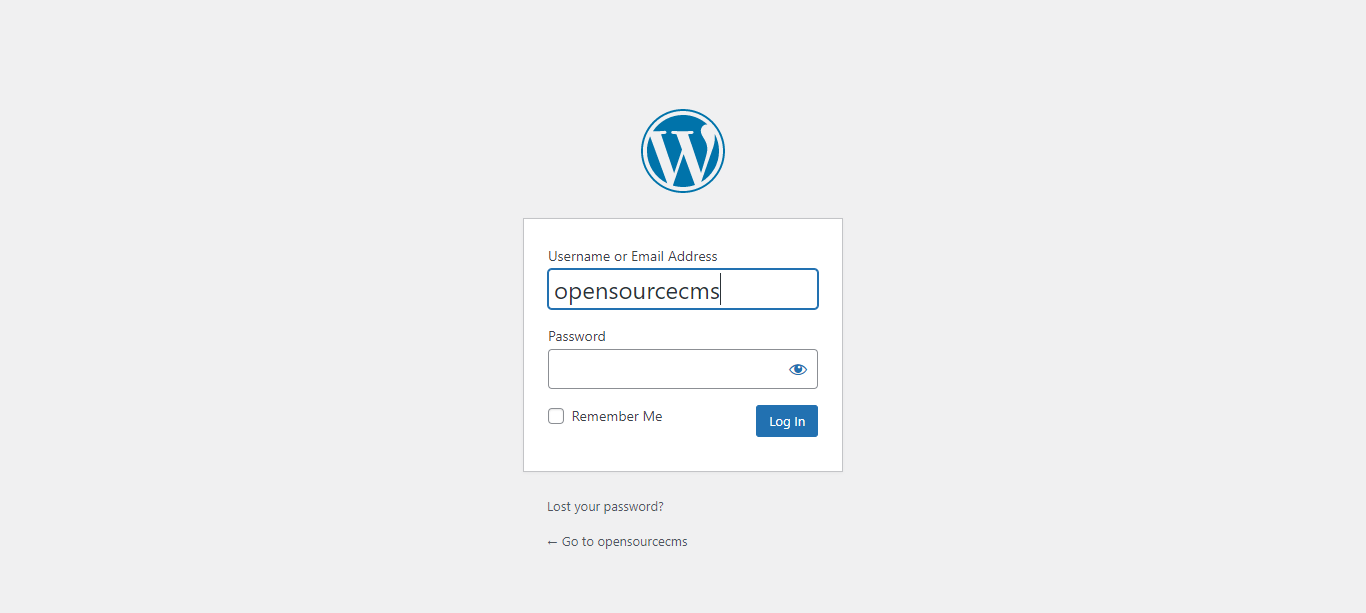 Username or Email Address
opensourcecms
Password
Remember Me
Log In
Lost your password?
← Go to opensourcecms